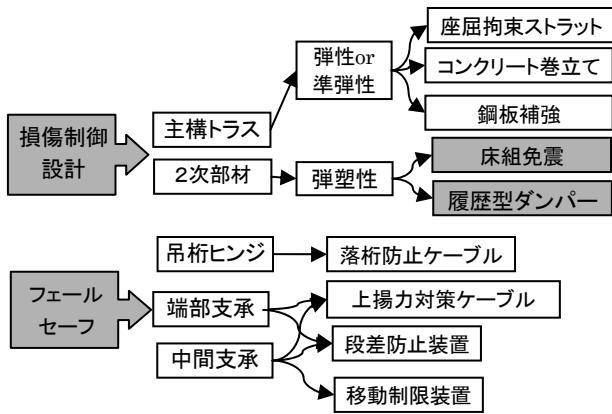 損傷制御
設計
主構トラス
2次部材
弾性or
準弾性
弾塑性
座屈拘束ストラット
コンクリート巻立て
鋼板補強
床組免震
履歴型ダンパー
フェール
セーフ
吊桁ヒンジ
端部支承
中間支承
落桁防止ケーブル
上揚力対策ケーブル
段差防止装置
移動制限装置